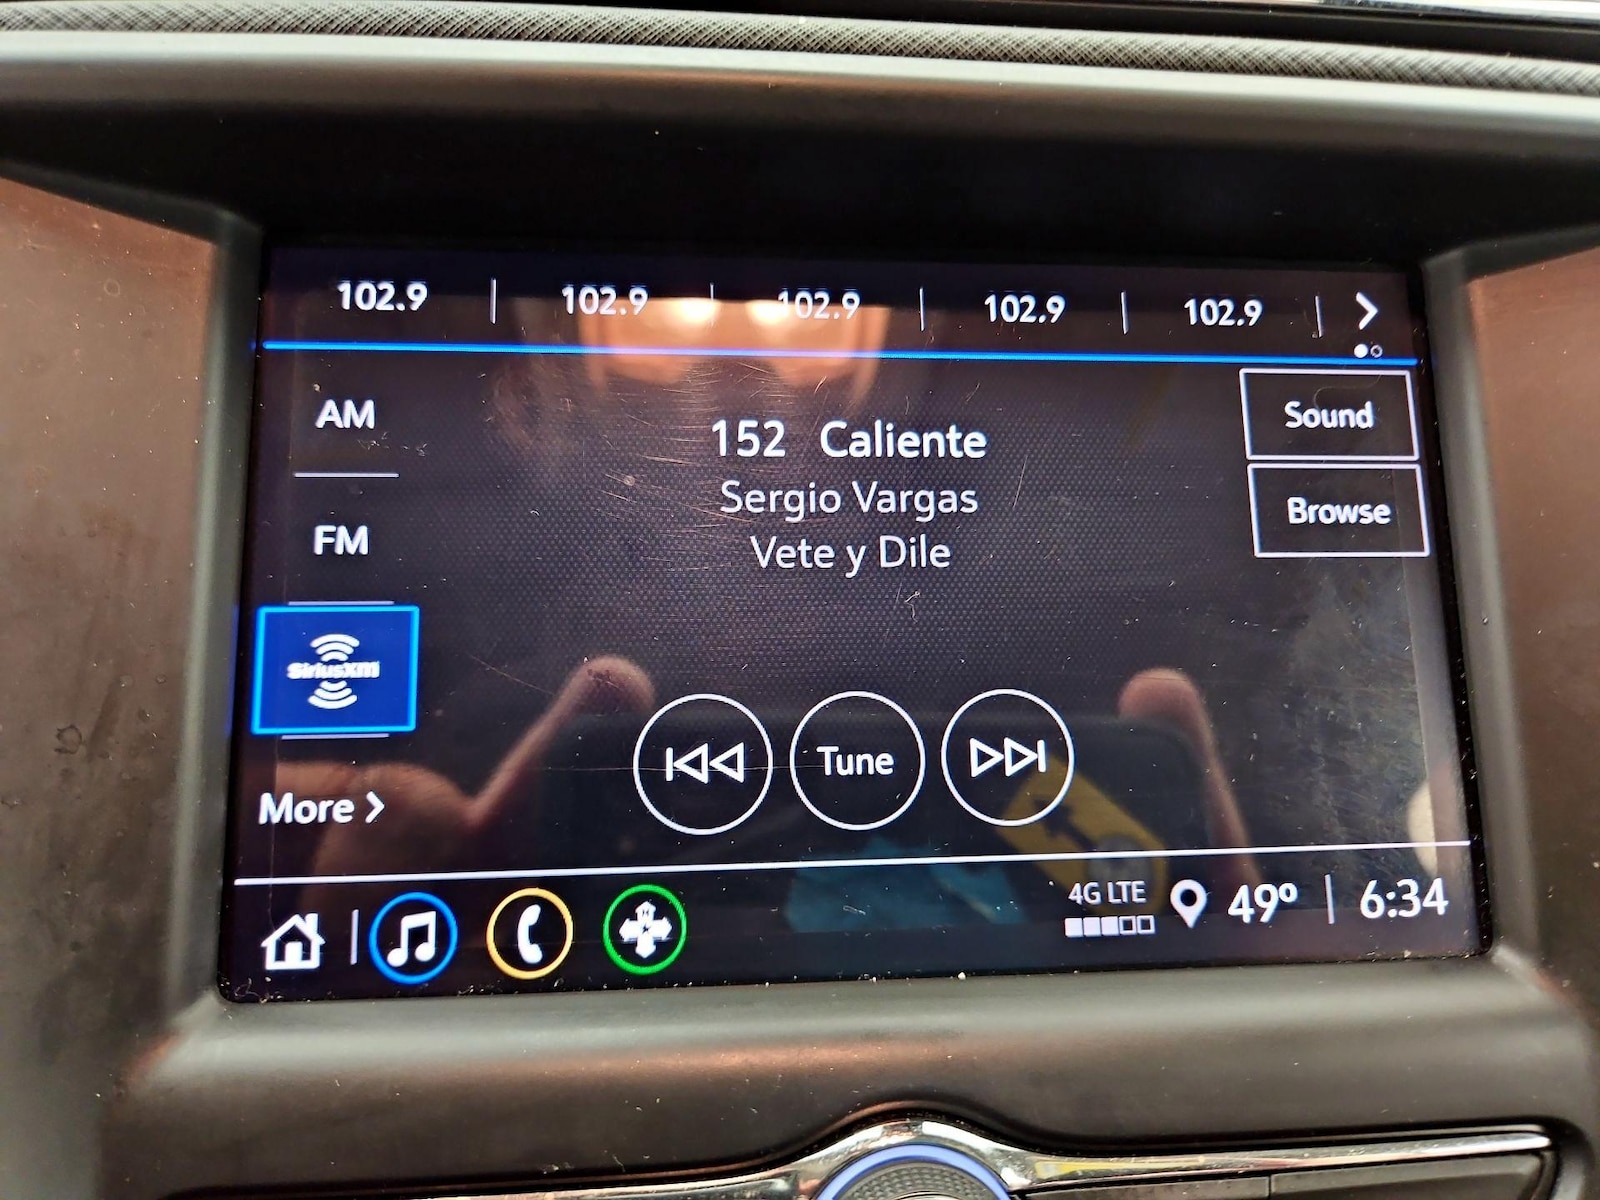 102.9 | 102.9 | 102.9 | 102.9 | 102.9 |
AM
Sound
152 Caliente
Sergio Vargas
Browse
FM
Vete y Dile
SiriusXM
Tune
More
4G LTE
49° | 6:34